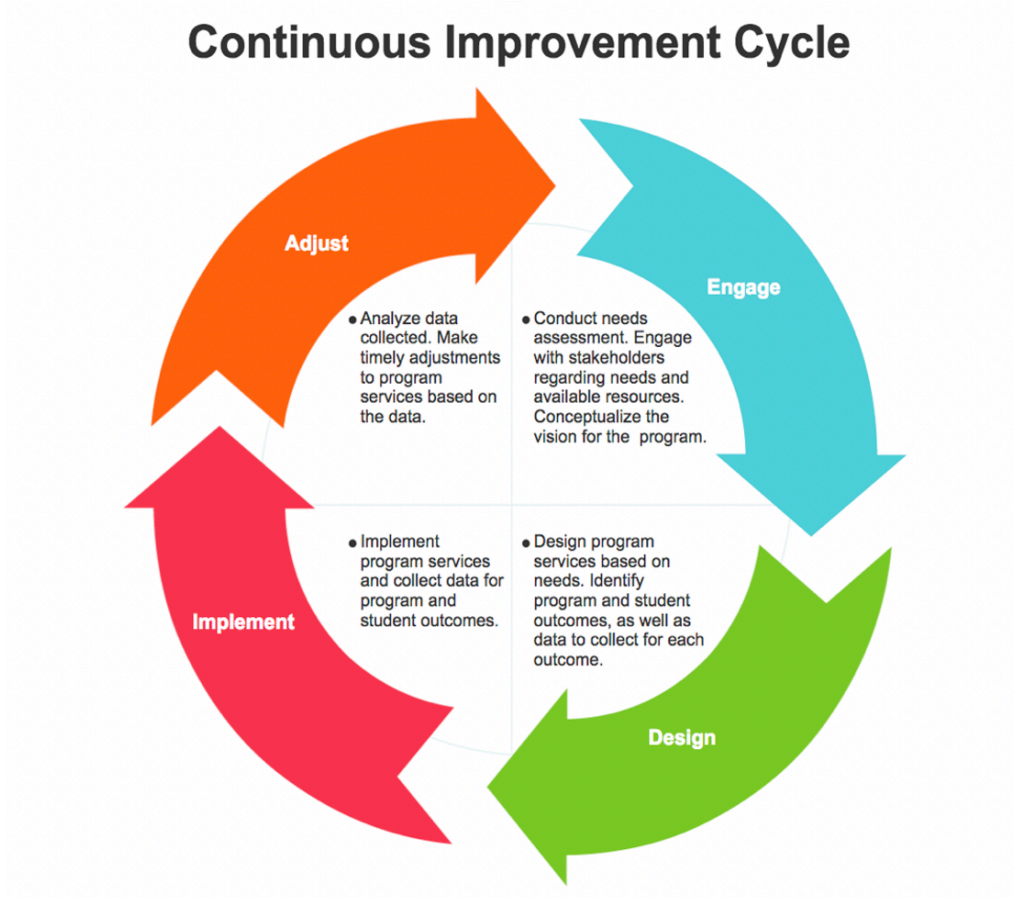 Continuous Improvement Cycle
Adjust
Engage
• Analyze data
collected. Make
timely adjustments
to program
services based on
the data.
• Conduct needs
assessment. Engage
with stakeholders
regarding needs and
available resources.
Conceptualize the
vision for the  program.
• Implement
program services
and collect data for
program and
student outcomes.
• Design program
services based on
needs. Identify
program and student
outcomes, as well as
data to collect for each
outcome.
Implement
Design